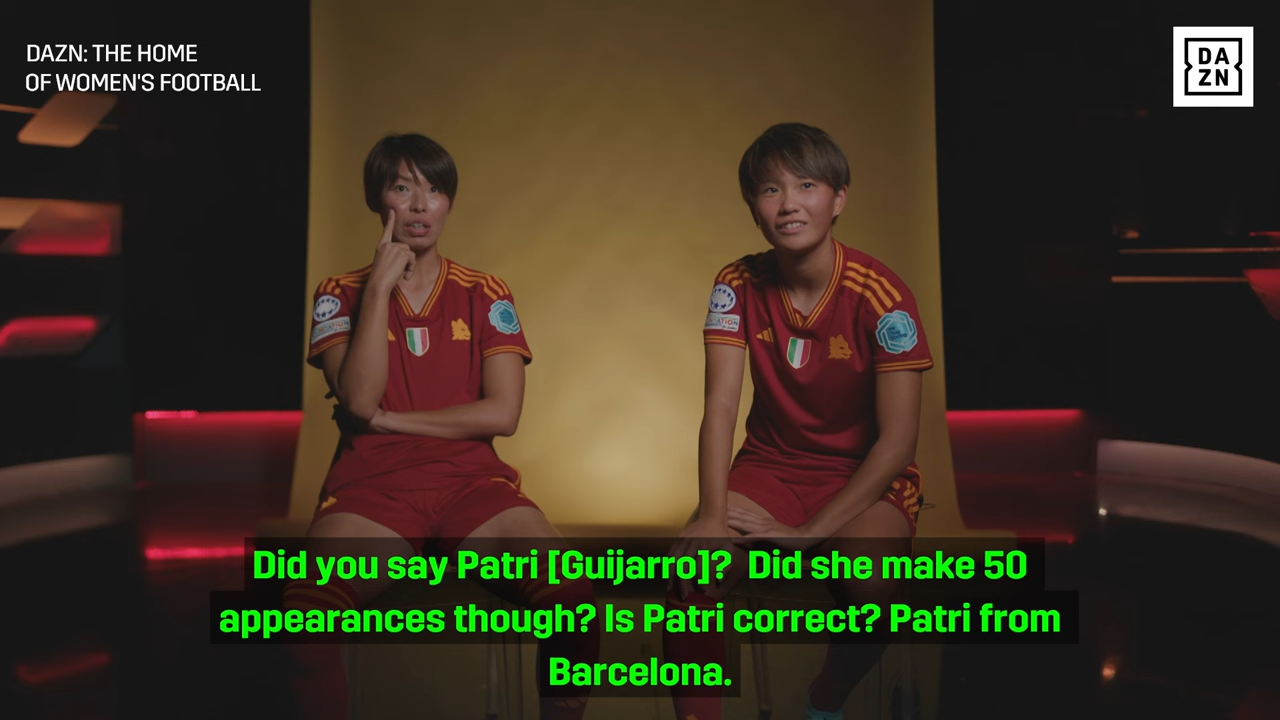 DAZN: THE HOME
OF WOMEN'S FOOTBALL
DA
ZN
Did you say Patri [Guijarro]?  Did she make 50
appearances though? Is Patri correct? Patri from
Barcelona.